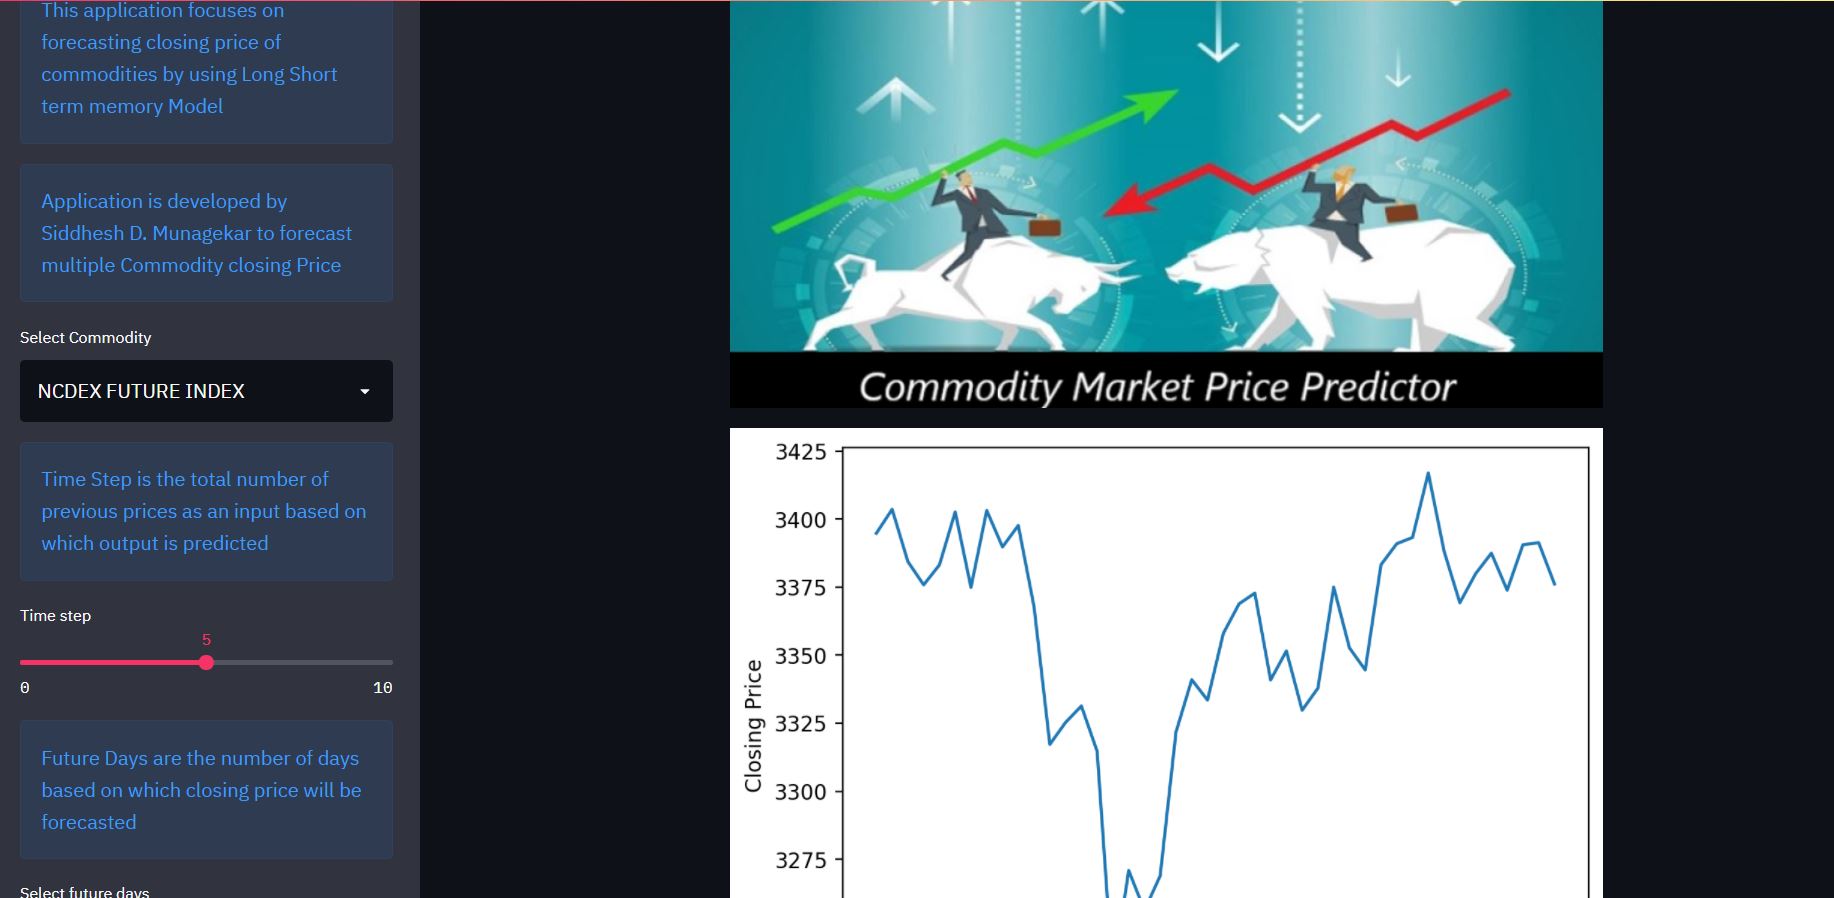 This application focuses on
forecasting closing price of
commodities by using Long Short
term memory Model
Application is developed by
Siddhesh D. Munagekar to forecast
multiple Commodity closing Price
Select Commodity
NCDEX FUTURE INDEX
Time Step is the total number of
previous prices as an input based on
which output is predicted
Time step
5
0 10
Future Days are the number of days
based on which closing price will be
forecasted
Select future days
Commodity Market Price Predictor
3425
3400
3375
3350
3325
3300
3275
Closing Price